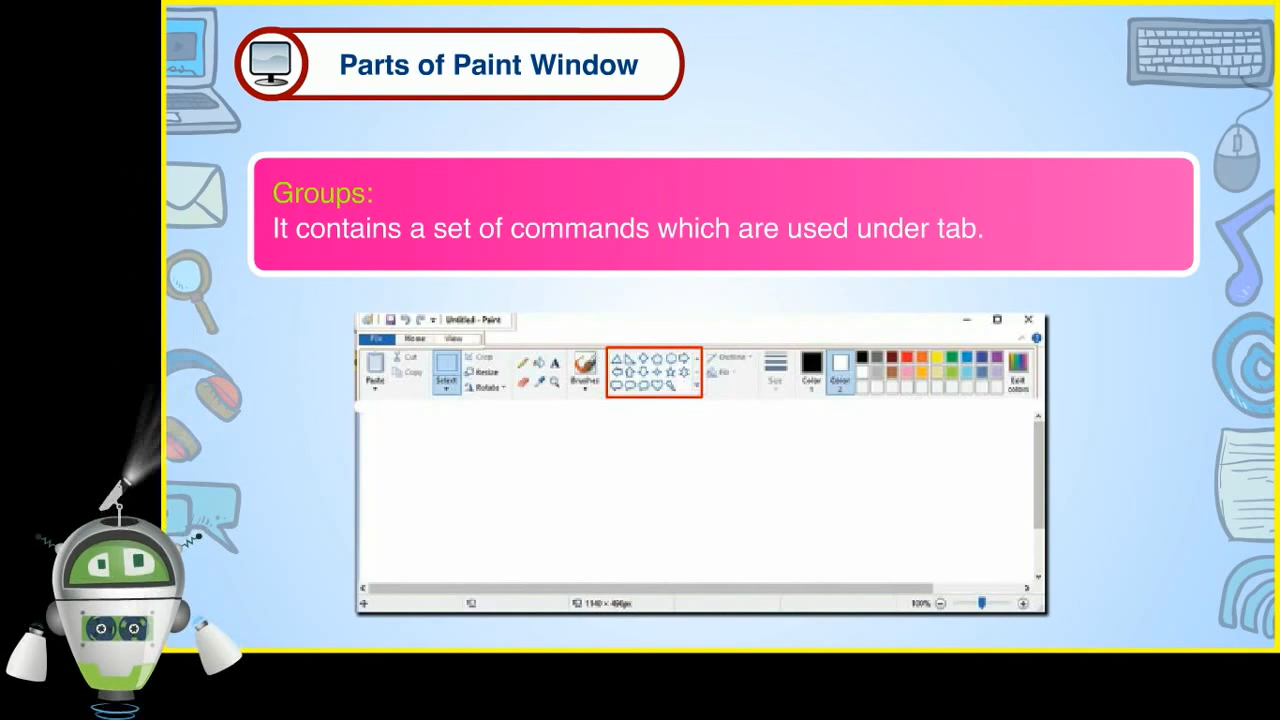 Parts of Paint Window
Groups:
It contains a set of commands which are used under tab.
Untitled - Paint
File Home View
Cut
Copy
Paste
Select
Crop
Resize
Rotate
Brushes
Outline
Fill
Size
Color 1
Color 2
Edit colors
100%